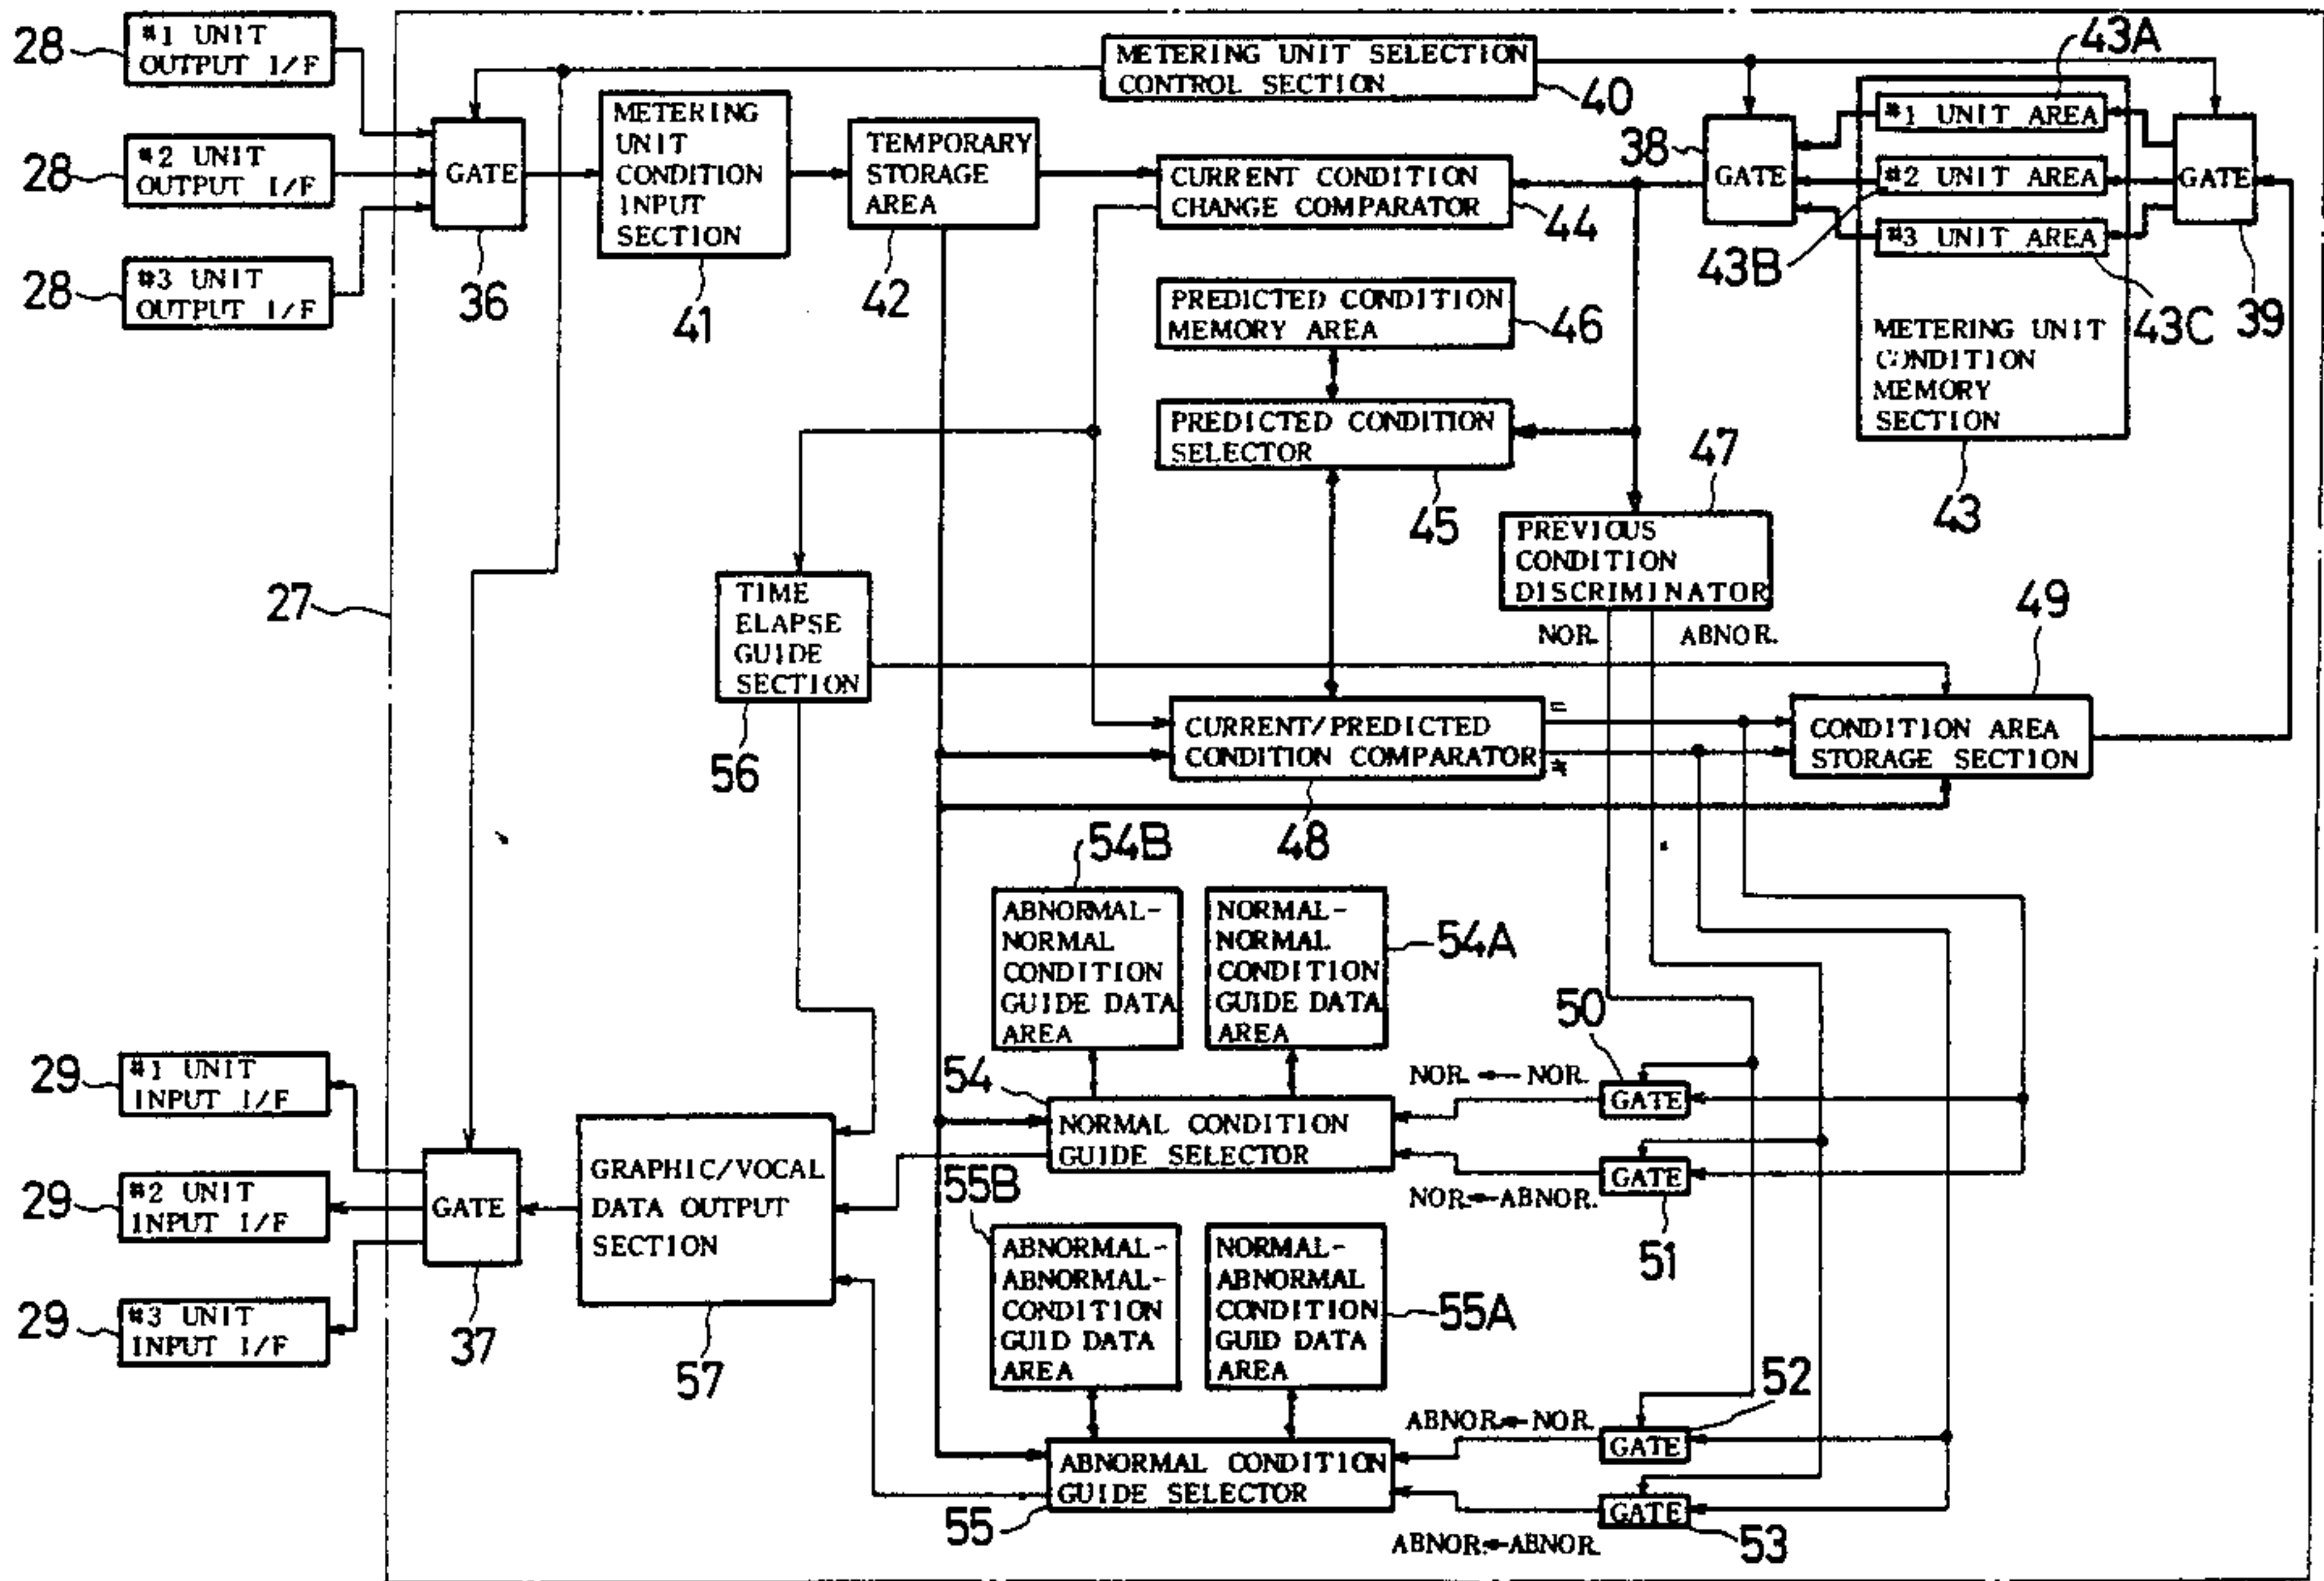 28
#1 UNIT
OUTPUT I/F
28
#2 UNIT
OUTPUT I/F
28
#3 UNIT
OUTPUT I/F
GATE
36
METERING
UNIT
CONDITION
INPUT
SECTION
41
TEMPORARY
STORAGE
AREA
42
METERING UNIT SELECTION
CONTROL SECTION
40
CURRENT CONDITION
CHANGE COMPARATOR
44
38
GATE
43A
#1 UNIT AREA
#2 UNIT AREA
#3 UNIT AREA
43B
43C
METERING UNIT
CONDITION
MEMORY
SECTION
43
GATE
39
PREDICTED CONDITION
MEMORY AREA
46
PREDICTED CONDITION
SELECTOR
45
47
PREVIOUS
CONDITION
DISCRIMINATOR
NOR.
ABNOR.
27
TIME
ELAPSE
GUIDE
SECTION
56
CURRENT/PREDICTED
CONDITION COMPARATOR
=
≠
48
49
CONDITION AREA
STORAGE SECTION
54B
ABNORMAL-
NORMAL
CONDITION
GUIDE DATA
AREA
NORMAL-
NORMAL
CONDITION
GUIDE DATA
AREA
54A
54
NORMAL CONDITION
GUIDE SELECTOR
50
NOR. ← NOR.
GATE
GATE
NOR.←ABNOR.
51
29
#1 UNIT
INPUT I/F
29
#2 UNIT
INPUT I/F
29
#3 UNIT
INPUT I/F
GATE
37
GRAPHIC/VOCAL
DATA OUTPUT
SECTION
57
55B
ABNORMAL-
ABNORMAL-
CONDITION
GUID DATA
AREA
NORMAL-
ABNORMAL
CONDITION
GUID DATA
AREA
55A
ABNORMAL CONDITION
GUIDE SELECTOR
55
52
ABNOR.←NOR.
GATE
GATE
ABNOR.←ABNOR.
53